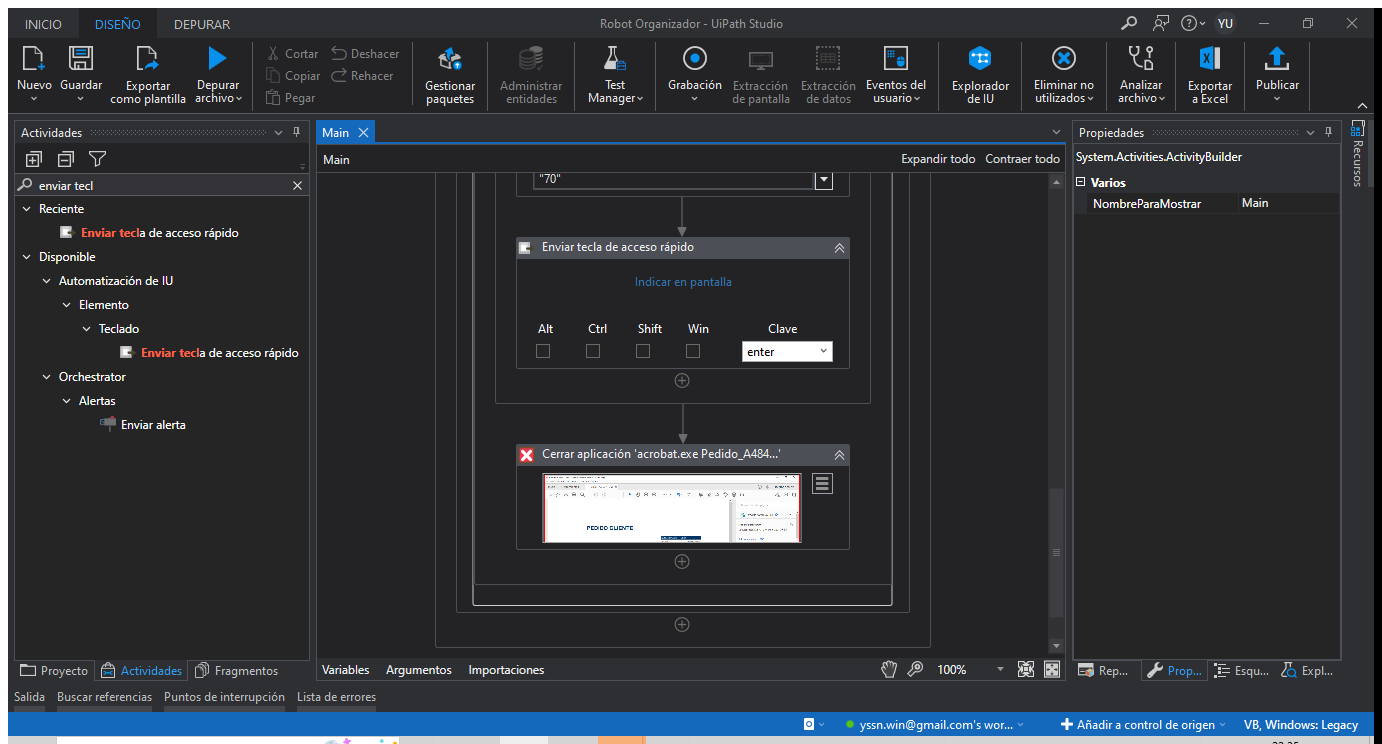 INICIO DISEÑO DEPURAR Robot Organizador - UiPath Studio YU
Nuevo Guardar Exportar como plantilla Depurar archivo
Cortar Deshacer
Copiar Rehacer
Pegar
Gestionar paquetes Administrar entidades Test Manager Grabación Extracción de pantalla Extracción de datos Eventos del usuario Explorador de IU Eliminar no utilizados Analizar archivo Exportar a Excel Publicar
Actividades
enviar tecl
Reciente
Enviar tecla de acceso rápido
Disponible
Automatización de IU
Elemento
Teclado
Enviar tecla de acceso rápido
Orchestrator
Alertas
Enviar alerta
Proyecto Actividades Fragmentos
Main
Main Expandir todo Contraer todo
"70"
Enviar tecla de acceso rápido
Indicar en pantalla
Alt Ctrl Shift Win Clave
enter
Cerrar aplicación 'acrobat.exe Pedido_A484...'
PEDIDO CLIENTE
Variables Argumentos Importaciones 100%
Propiedades
System.Activities.ActivityBuilder
Varios
NombreParaMostrar Main
Recursos
Rep... Prop... Esqu... Expl...
Salida Buscar referencias Puntos de interrupción Lista de errores
yssn.win@gmail.com's wor... Añadir a control de origen VB, Windows: Legacy